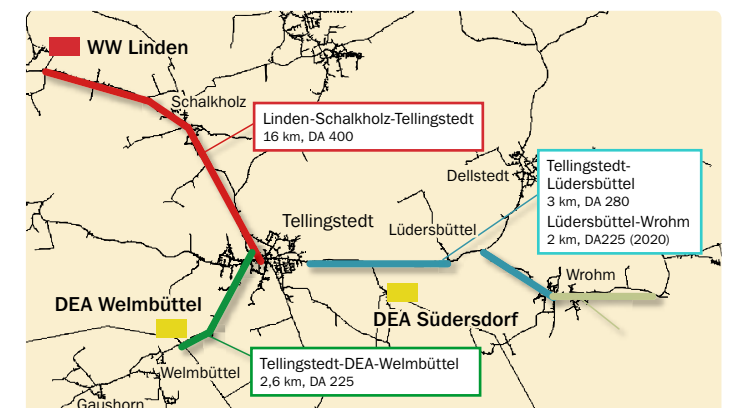 WW Linden
Schalkholz
Linden-Schalkholz-Tellingstedt
16 km, DA 400
Dellstedt
Tellingstedt-
Lüdersbüttel
3 km, DA 280
Lüdersbüttel-Wrohm
2 km, DA225 (2020)
Tellingstedt
Lüdersbüttel
Wrohm
DEA Welmbüttel
DEA Südersdorf
Welmbüttel
Tellingstedt-DEA-Welmbüttel
2,6 km, DA 225
Gaushorn